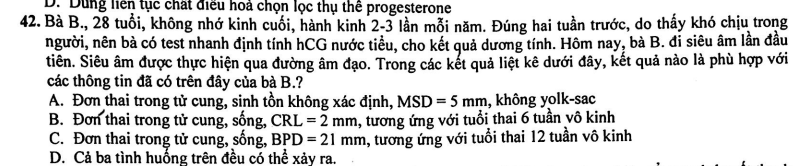 D. Dùng liên tục chất điều hoà chọn lọc thụ thể progesterone
42. Bà B., 28 tuổi, không nhớ kinh cuối, hành kinh 2-3 lần mỗi năm. Đúng hai tuần trước, do thấy khó chịu trong
người, nên bà có test nhanh định tính hCG nước tiểu, cho kết quả dương tính. Hôm nay, bà B. đi siêu âm lần đầu
tiên. Siêu âm được thực hiện qua đường âm đạo. Trong các kết quả liệt kê dưới đây, kết quả nào là phù hợp với
các thông tin đã có trên đây của bà B.?
A. Đơn thai trong tử cung, sinh tồn không xác định, MSD = 5 mm, không yolk-sac
B. Đơn thai trong tử cung, sống, CRL = 2 mm, tương ứng với tuổi thai 6 tuần vô kinh
C. Đơn thai trong tử cung, sống, BPD = 21 mm, tương ứng với tuổi thai 12 tuần vô kinh
D. Cả ba tình huống trên đều có thể xảy ra.